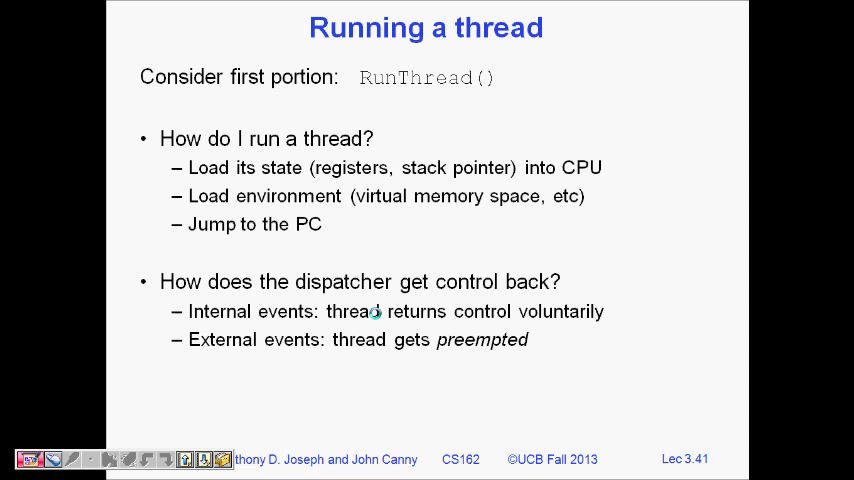 Running a thread
Consider first portion: RunThread()
• How do I run a thread?
– Load its state (registers, stack pointer) into CPU
– Load environment (virtual memory space, etc)
– Jump to the PC
• How does the dispatcher get control back?
– Internal events: thread returns control voluntarily
– External events: thread gets preempted
thony D. Joseph and John Canny CS162 ©UCB Fall 2013 Lec 3.41